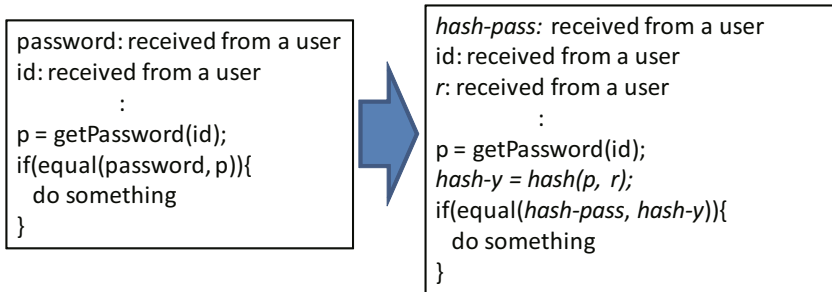 password: received from a user
id: received from a user
:
p = getPassword(id);
if(equal(password, p)){
do something
}
hash-pass: received from a user
id: received from a user
r: received from a user
:
p = getPassword(id);
hash-y = hash(p, r);
if(equal(hash-pass, hash-y)){
do something
}